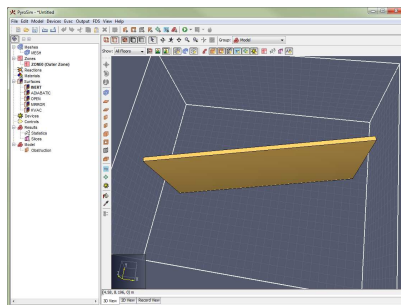 PyroSim - *Untitled
File Edit Model Devices Evac Output FDS View Help
Group: Model
Show: All Floors
Meshes
MESH
Zones
ZONE0 (Outer Zone)
Reactions
Materials
Surfaces
INERT
ADIABATIC
OPEN
MIRROR
HVAC
Devices
Controls
Results
Statistics
Slices
Model
Obstruction
3D View 2D View Record View